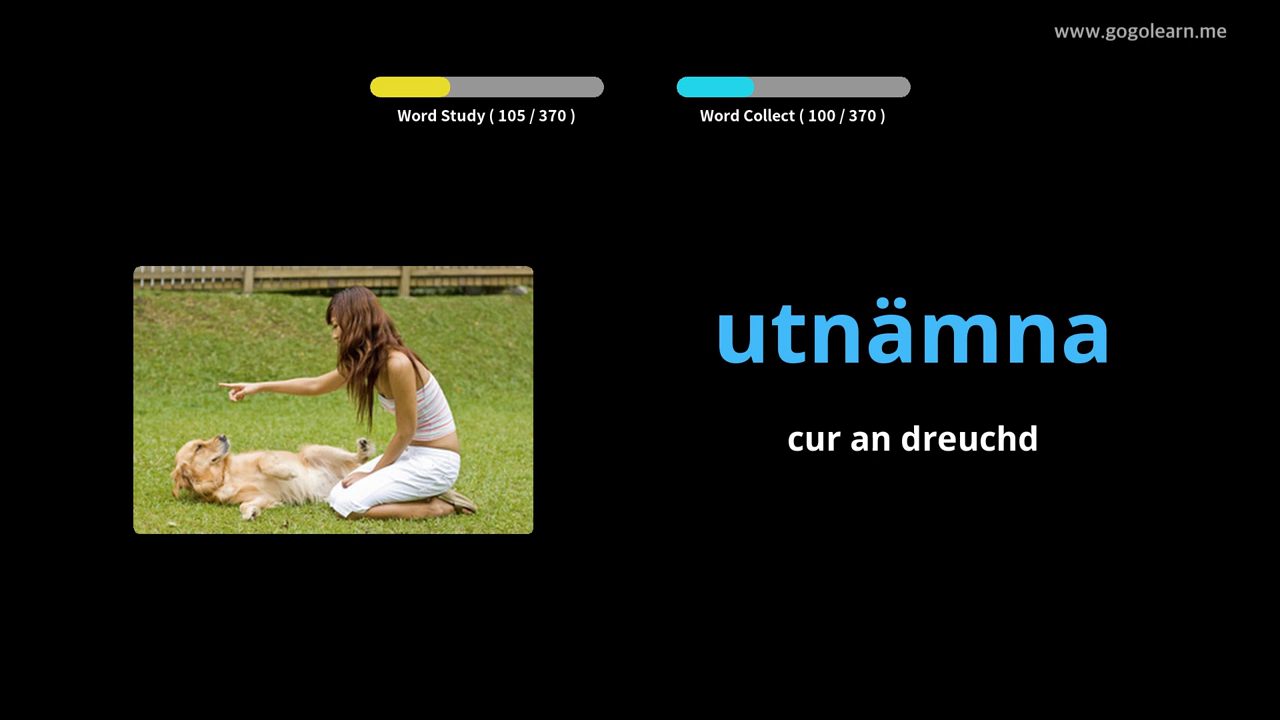 www.gogolearn.me
Word Study ( 105 / 370 )
Word Collect ( 100 / 370 )
utnämna
cur an dreuchd